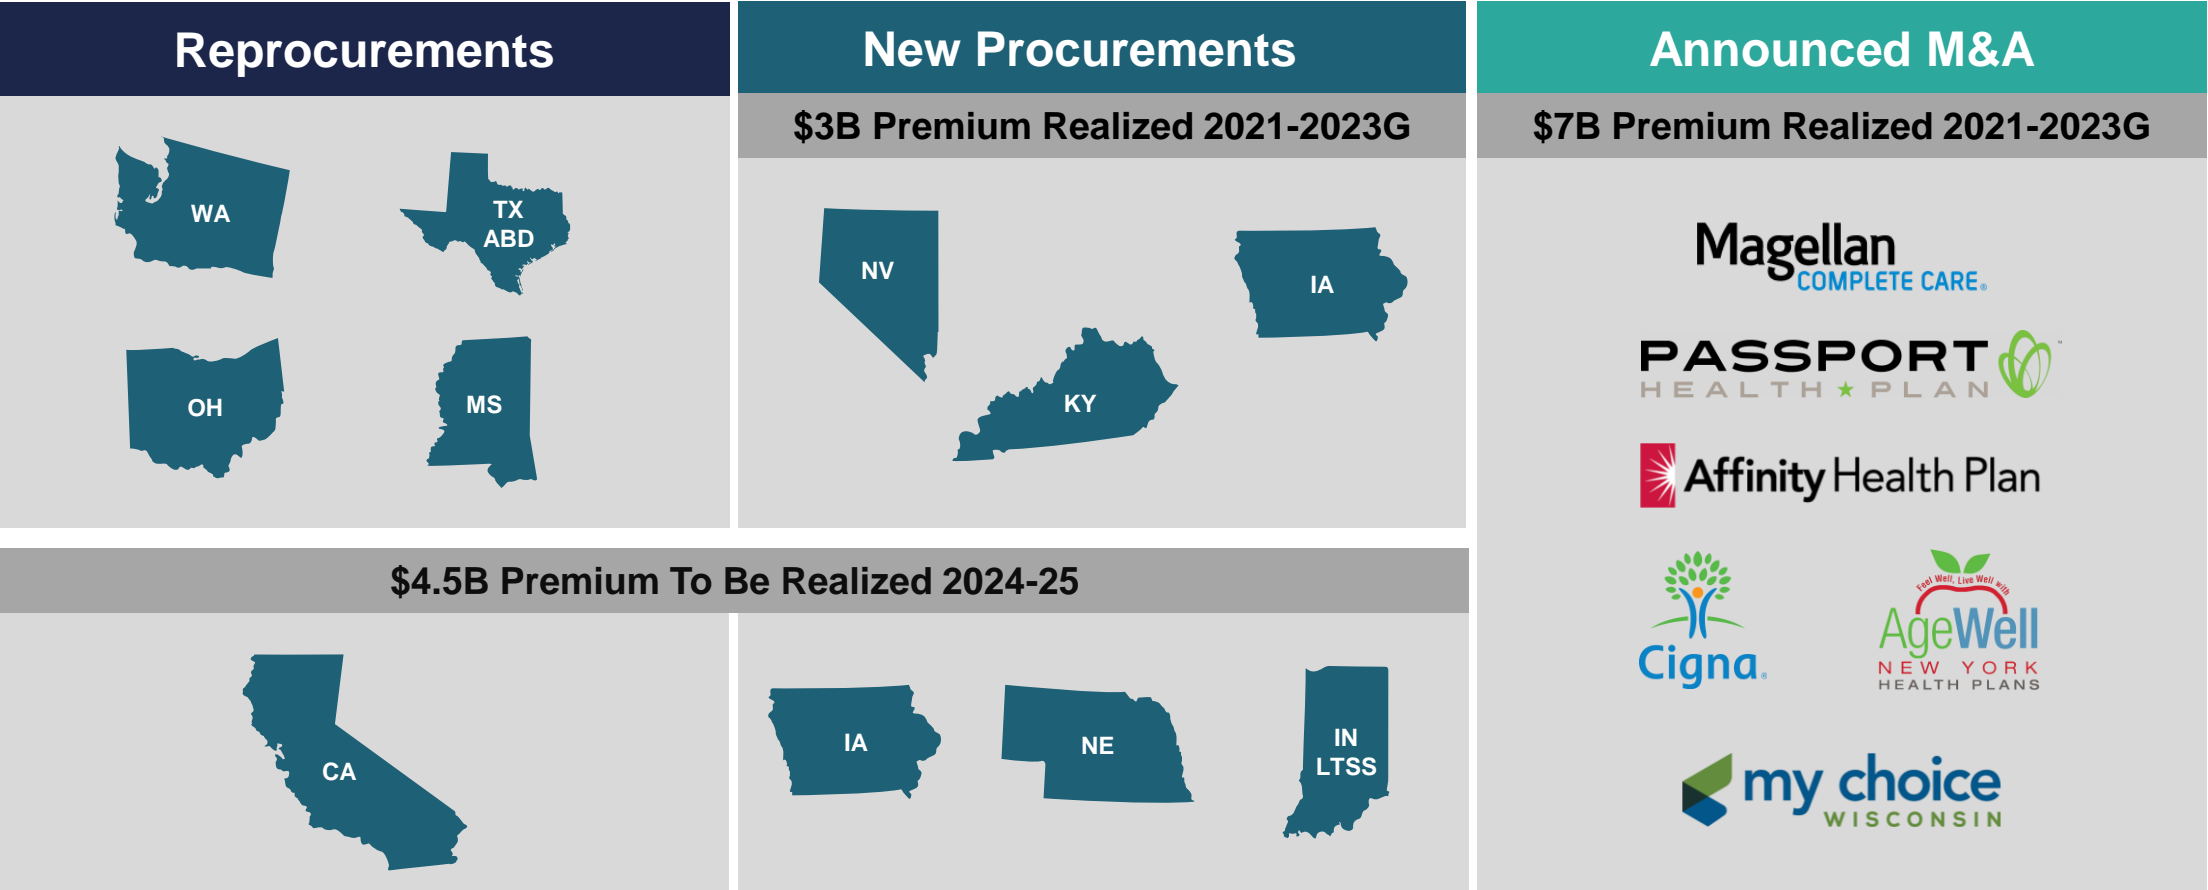 Reprocurements
WA
TX
ABD
OH
MS
New Procurements
$3B Premium Realized 2021-2023G
NV
IA
KY
$4.5B Premium To Be Realized 2024-25
CA
IA
NE
IN
LTSS
Announced M&A
$7B Premium Realized 2021-2023G
Magellan
COMPLETE CARE®
PASSPORT ™
HEALTH ★ PLAN
Affinity Health Plan
Cigna®
Feel Well, Live Well with
AgeWell
NEW YORK
HEALTH PLANS
my choice
WISCONSIN